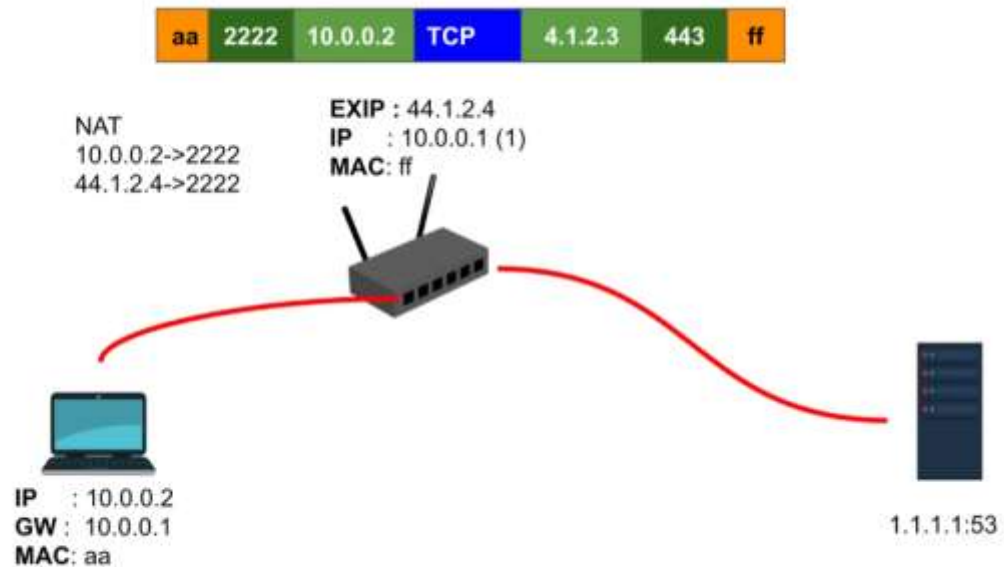 aa 2222 10.0.0.2 TCP 4.1.2.3 443 ff
NAT
10.0.0.2->2222
44.1.2.4->2222
EXIP : 44.1.2.4
IP : 10.0.0.1 (1)
MAC: ff
IP : 10.0.0.2
GW : 10.0.0.1
MAC: aa
1.1.1.1:53